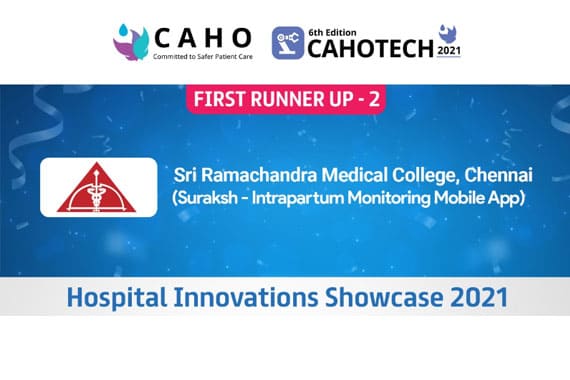 CAHO
Committed to Safer Patient Care
6th Edition
CAHOTECH 2021
FIRST RUNNER UP - 2
Sri Ramachandra Medical College, Chennai
(Suraksh - Intrapartum Monitoring Mobile App)
Hospital Innovations Showcase 2021